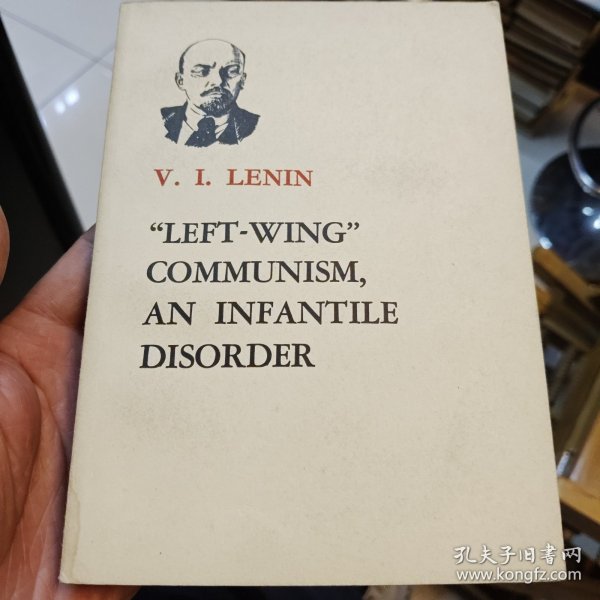 V. I. LENIN
“LEFT-WING”
COMMUNISM,
AN INFANTILE
DISORDER
孔夫子旧书网
www.kongfz.com